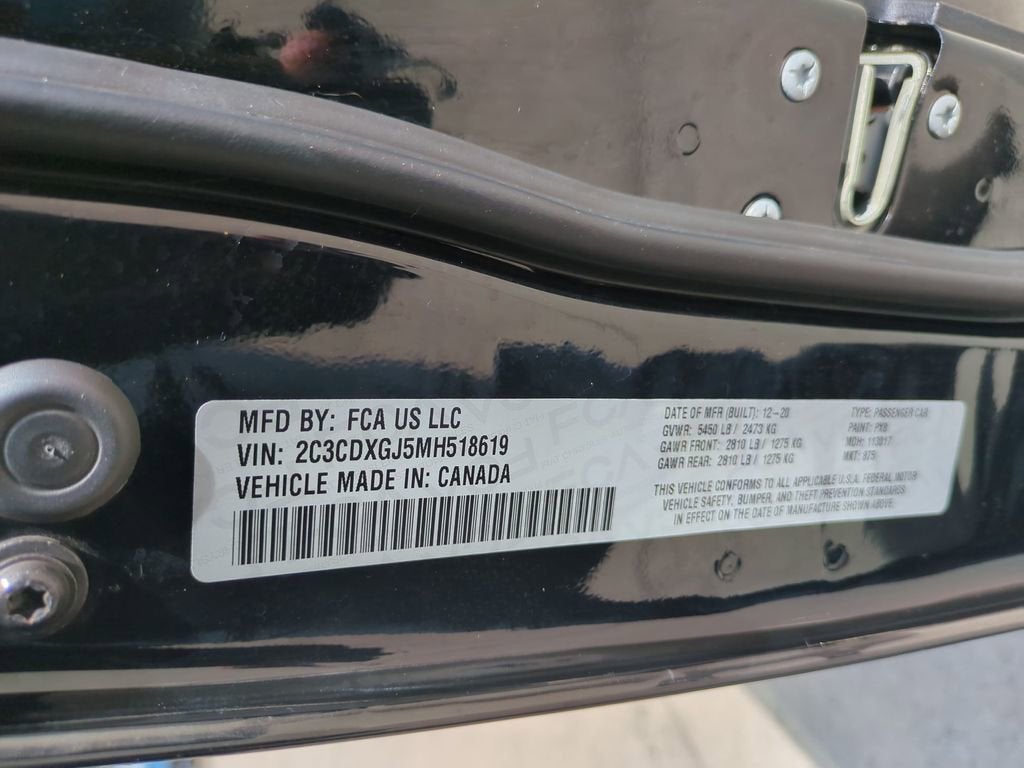 MFD BY: FCA US LLC
VIN: 2C3CDXGJ5MH518619
VEHICLE MADE IN: CANADA
DATE OF MFR (BUILT): 12-20
GVWR: 5450 LB / 2473 KG
GAWR FRONT: 2810 LB / 1275 KG
GAWR REAR: 2810 LB / 1275 KG
TYPE: PASSENGER CAR
PAINT: PX8
MDH: 113017
MKT: 975
THIS VEHICLE CONFORMS TO ALL APPLICABLE U.S.A. FEDERAL MOTOR
VEHICLE SAFETY, BUMPER, AND THEFT PREVENTION STANDARDS
IN EFFECT ON THE DATE OF MANUFACTURE SHOWN ABOVE.